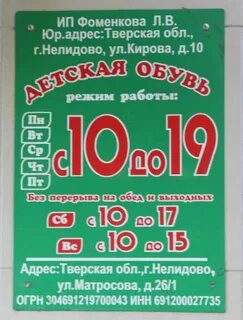 ИП Фоменкова Л.В.
Юр.адрес:Тверская обл.,
г.Нелидово, ул.Кирова, д.10
ДЕТСКАЯ ОБУВЬ
режим работы:
Пн
Вт
Ср
Чт
Пт
с 10 до 19
Без перерыва на обед и выходных
Сб с 10 до 17
Вс с 10 до 15
Адрес:Тверская обл.,г.Нелидово,
ул.Матросова, д.26/1
ОГРН 304691219700043 ИНН 691200027735